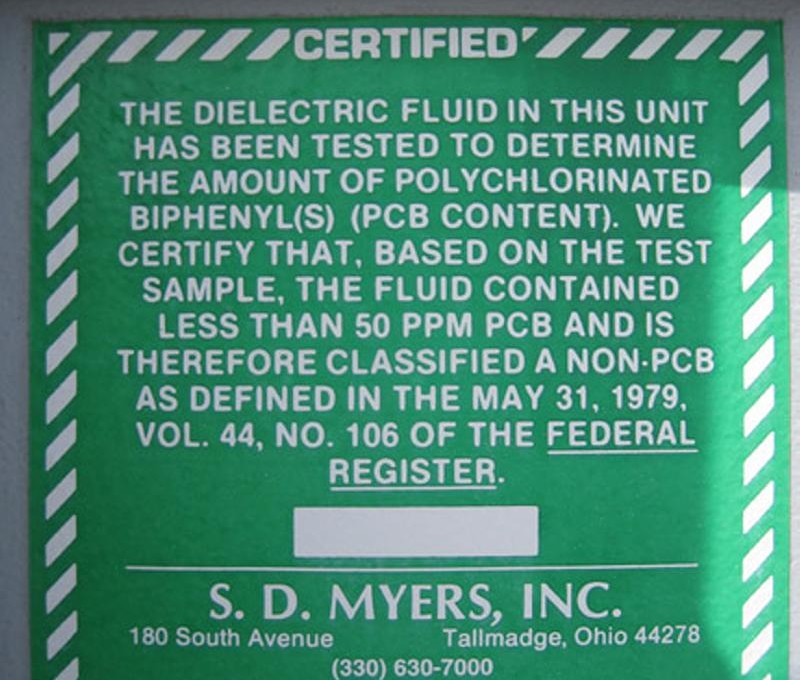 CERTIFIED
THE DIELECTRIC FLUID IN THIS UNIT
HAS BEEN TESTED TO DETERMINE
THE AMOUNT OF POLYCHLORINATED
BIPHENYL(S) (PCB CONTENT). WE
CERTIFY THAT, BASED ON THE TEST
SAMPLE, THE FLUID CONTAINED
LESS THAN 50 PPM PCB AND IS
THEREFORE CLASSIFIED A NON-PCB
AS DEFINED IN THE MAY 31, 1979,
VOL. 44, NO. 106 OF THE FEDERAL
REGISTER.
S. D. MYERS, INC.
180 South Avenue Tallmadge, Ohio 44278
(330) 630-7000